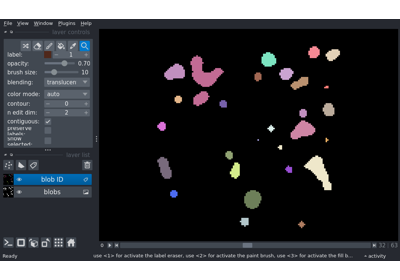 File View Window Plugins Help
layer controls
label: 1
opacity: 0.70
brush size: 10
blending: translucen
color mode: auto
contour: 0
n edit dim: 2
contiguous:
preserve labels:
show selected:
layer list
blob ID
blobs
32 63
Ready
use <1> for activate the label eraser, use <2> for activate the paint brush, use <3> for activate the fill b...
activity